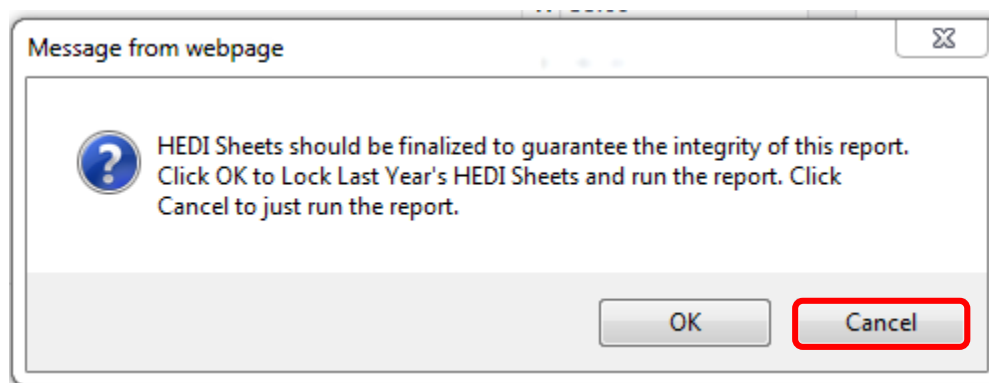 Message from webpage
HEDI Sheets should be finalized to guarantee the integrity of this report.
Click OK to Lock Last Year's HEDI Sheets and run the report. Click
Cancel to just run the report.
OK
Cancel